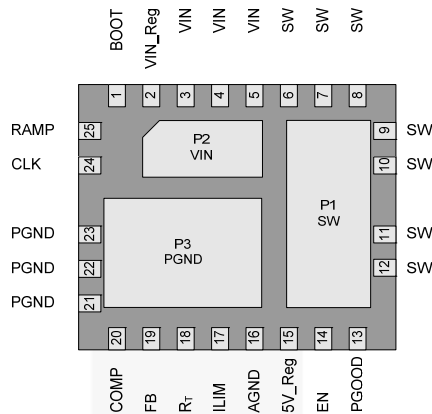 BOOT
VIN_Reg
VIN
VIN
VIN
SW
SW
SW
1
2
3
4
5
6
7
8
RAMP 25
CLK 24
PGND 23
PGND 22
PGND 21
P2
VIN
P1
SW
P3
PGND
9 SW
10 SW
11 SW
12 SW
20
19
18
17
16
15
14
13
COMP
FB
RT
ILIM
AGND
5V_Reg
EN
PGOOD